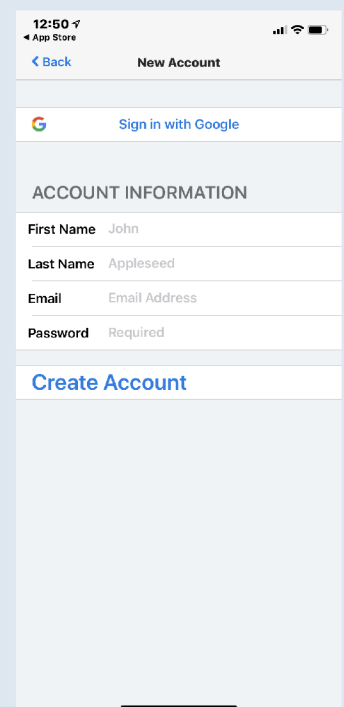 12:50
◀ App Store
Back
New Account
Sign in with Google
ACCOUNT INFORMATION
First Name John
Last Name Appleseed
Email Email Address
Password Required
Create Account